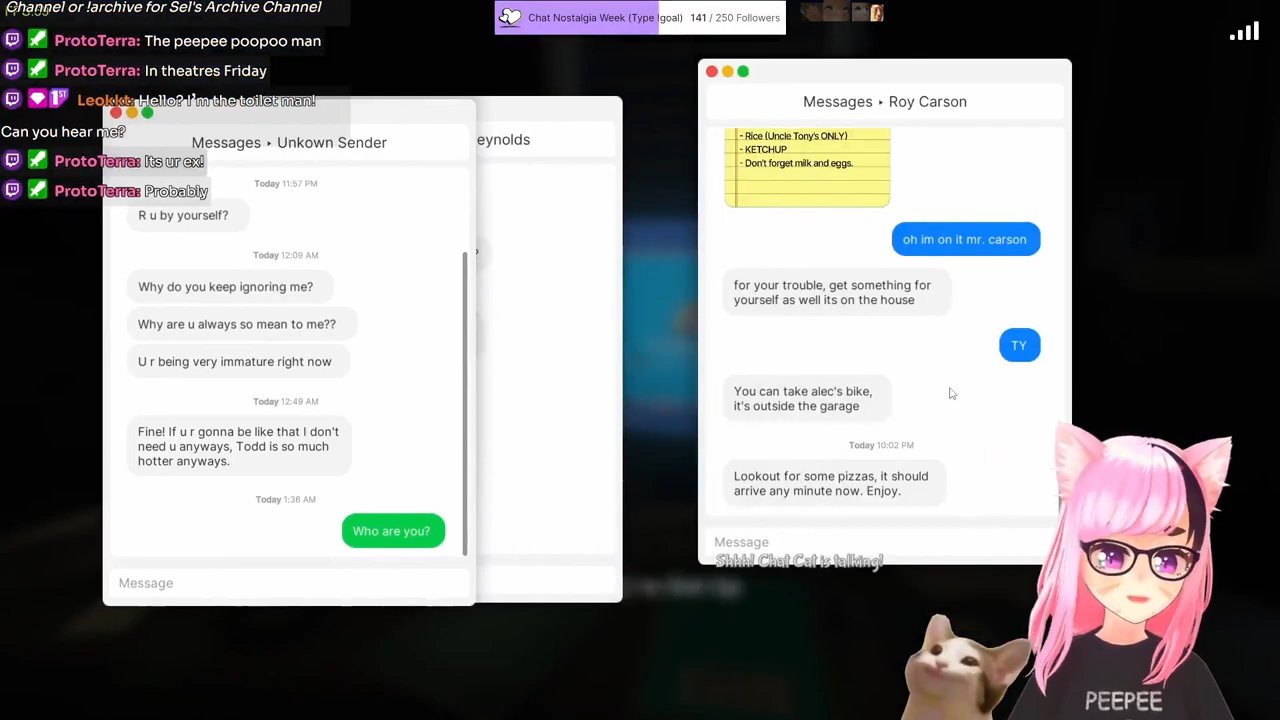 Channel or !archive for Sel's Archive Channel
ProtoTerra: The peepee poopoo man
ProtoTerra: In theatres Friday
Leokkt: Hello? I'm the toilet man!
Can you hear me?
ProtoTerra: Its ur ex!
ProtoTerra: Probably
Chat Nostalgia Week (Type !goal) 141 / 250 Followers
Messages ▸ Unkown Sender
Today 11:57 PM
R u by yourself?
Today 12:09 AM
Why do you keep ignoring me?
Why are u always so mean to me??
U r being very immature right now
Today 12:49 AM
Fine! If u r gonna be like that I don't
need u anyways, Todd is so much
hotter anyways.
Today 1:36 AM
Who are you?
Message
eynolds
?
Messages ▸ Roy Carson
- Rice (Uncle Tony's ONLY)
- KETCHUP
- Don't forget milk and eggs.
oh im on it mr. carson
for your trouble, get something for
yourself as well its on the house
TY
You can take alec's bike,
it's outside the garage
Today 10:02 PM
Lookout for some pizzas, it should
arrive any minute now. Enjoy.
Message
Shhh! Chat Cat is talking!
PEEPEE